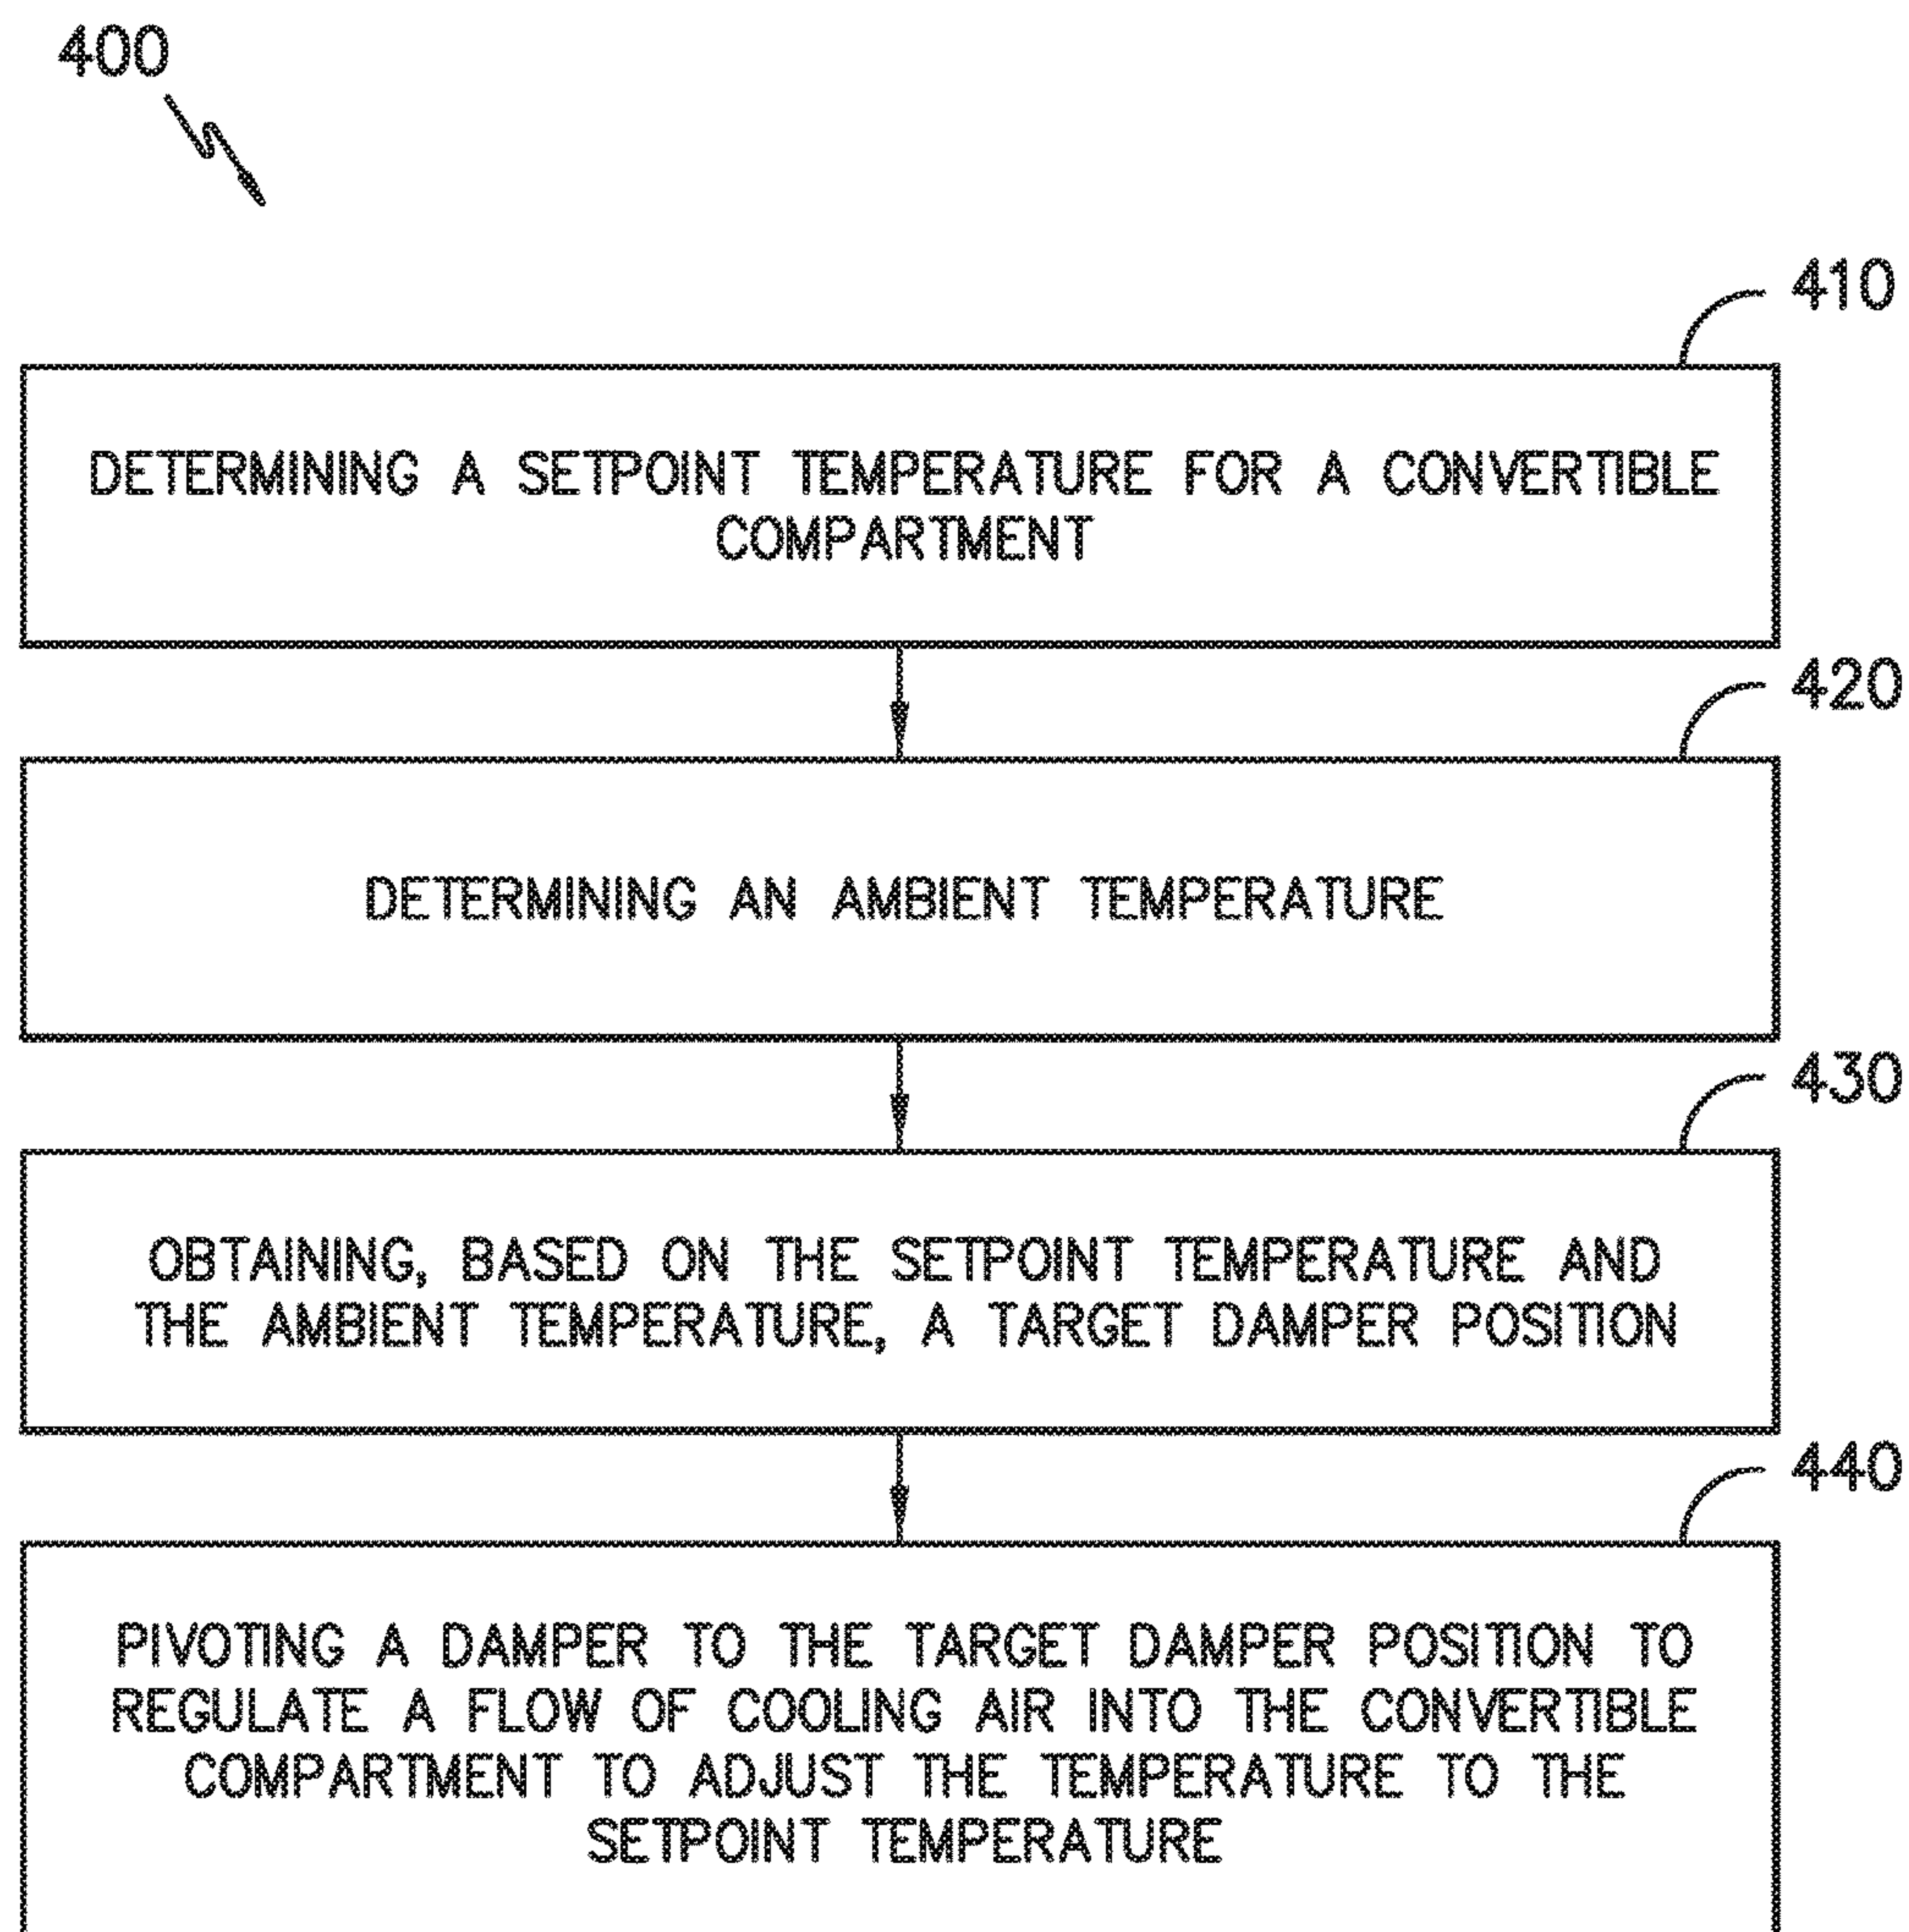 400
410
DETERMINING A SETPOINT TEMPERATURE FOR A CONVERTIBLE
COMPARTMENT
420
DETERMINING AN AMBIENT TEMPERATURE
430
OBTAINING, BASED ON THE SETPOINT TEMPERATURE AND
THE AMBIENT TEMPERATURE, A TARGET DAMPER POSITION
440
PIVOTING A DAMPER TO THE TARGET DAMPER POSITION TO
REGULATE A FLOW OF COOLING AIR INTO THE CONVERTIBLE
COMPARTMENT TO ADJUST THE TEMPERATURE TO THE
SETPOINT TEMPERATURE